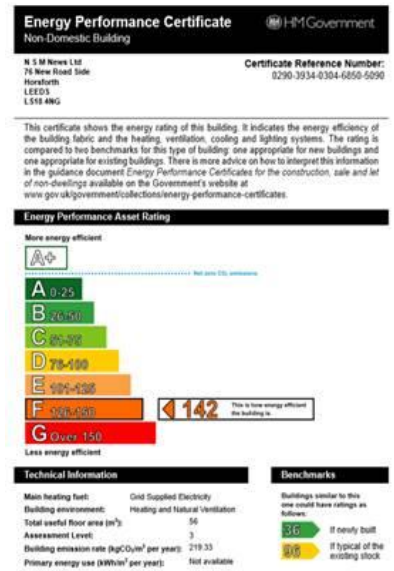 Energy Performance Certificate
HM Government
Non-Domestic Building
N S M News Ltd
76 New Road Side
Horsforth
LEEDS
LS18 4NG
Certificate Reference Number:
0290-3934-0304-6850-5090
This certificate shows the energy rating of this building. It indicates the energy efficiency of
the building fabric and the heating, ventilation, cooling and lighting systems. The rating is
compared to two benchmarks for this type of building: one appropriate for new buildings and
one appropriate for existing buildings. There is more advice on how to interpret this information
in the guidance document Energy Performance Certificates for the construction, sale and let
of non-dwellings available on the Government's website at
www.gov.uk/government/collections/energy-performance-certificates.
Energy Performance Asset Rating
More energy efficient
A+
Net zero CO₂ emissions
A 0-25
B 26-50
C 51-75
D 76-100
E 101-125
F 126-150
142
This is how energy efficient
the building is.
G Over 150
Less energy efficient
Technical Information
Main heating fuel: Grid Supplied Electricity
Building environment: Heating and Natural Ventilation
Total useful floor area (m²): 56
Assessment Level: 3
Building emission rate (kgCO₂/m² per year): 219.33
Primary energy use (kWh/m² per year): Not available
Benchmarks
Buildings similar to this
one could have ratings as
follows:
36 If newly built
96 If typical of the
existing stock